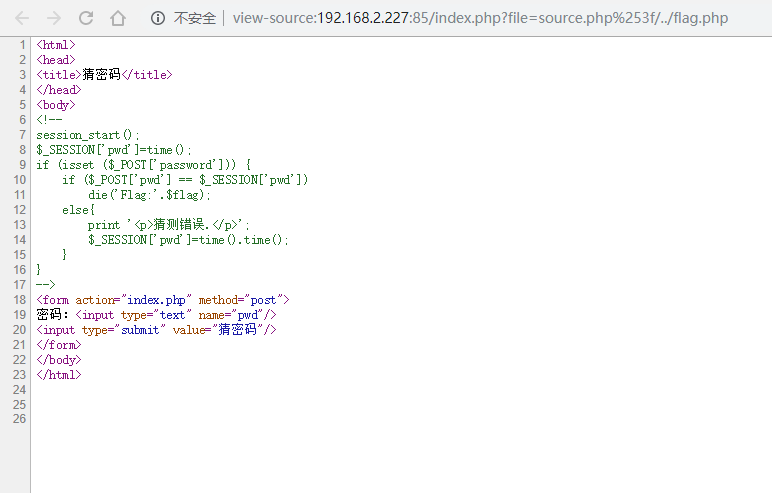 不安全 | view-source:192.168.2.227:85/index.php?file=source.php%253f/../flag.php
1 <html>
2 <head>
3 <title>猜密码</title>
4 </head>
5 <body>
6 <!--
7 session_start();
8 $_SESSION['pwd']=time();
9 if (isset ($_POST['password'])) {
10 if ($_POST['pwd'] == $_SESSION['pwd'])
11 die('Flag:'.$flag);
12 else{
13 print '<p>猜测错误.</p>';
14 $_SESSION['pwd']=time().time();
15 }
16 }
17 -->
18 <form action="index.php" method="post">
19 密码：<input type="text" name="pwd"/>
20 <input type="submit" value="猜密码"/>
21 </form>
22 </body>
23 </html>
24
25
26